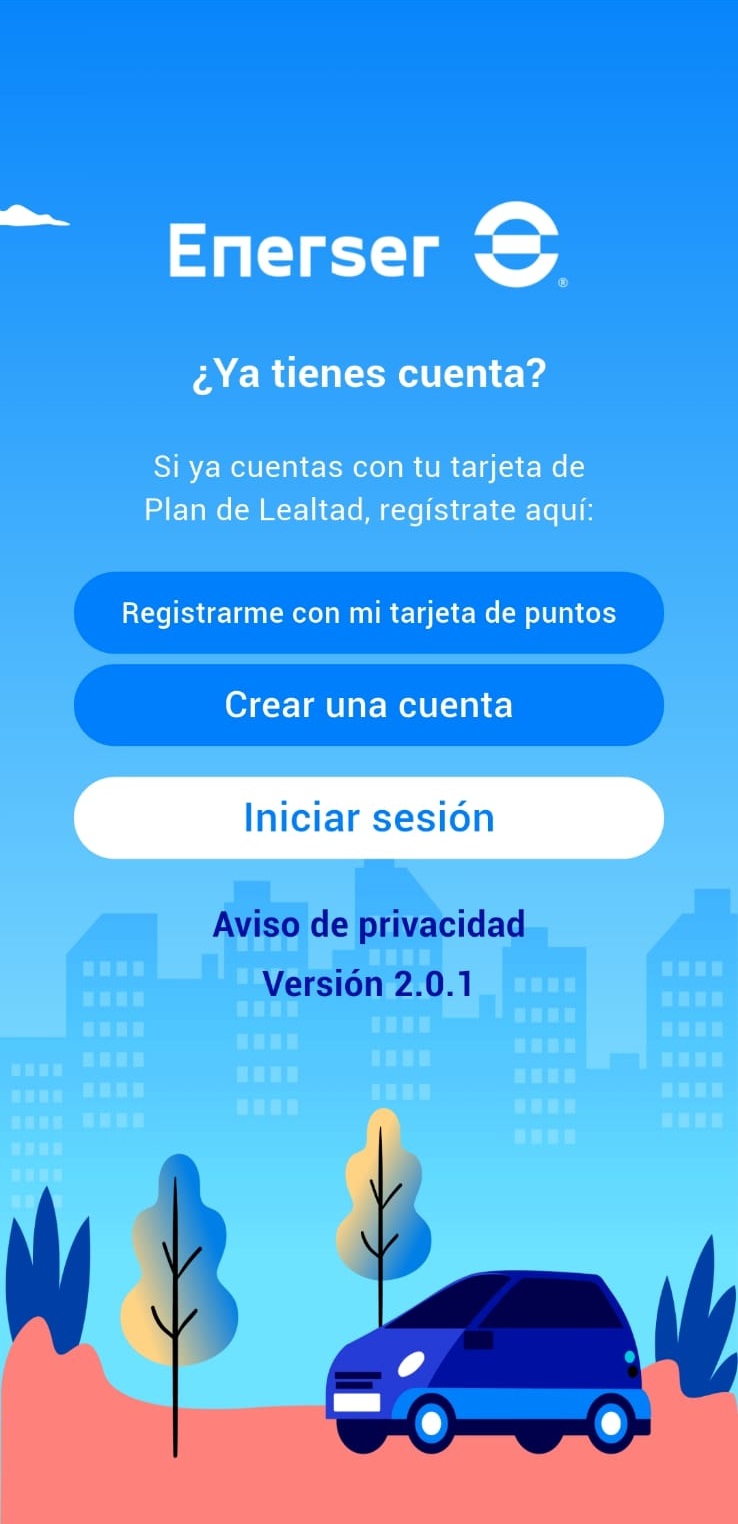 Enerser ®
¿Ya tienes cuenta?
Si ya cuentas con tu tarjeta de
Plan de Lealtad, regístrate aquí:
Registrarme con mi tarjeta de puntos
Crear una cuenta
Iniciar sesión
Aviso de privacidad
Versión 2.0.1